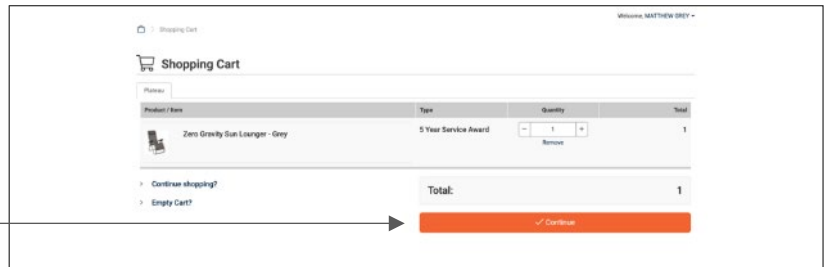 Welcome, MATTHEW GREY
> Shopping Cart
Shopping Cart
Plateau
Product / Item Type Quantity Total
Zero Gravity Sun Lounger - Grey 5 Year Service Award - 1 + 1
Remove
> Continue shopping?
> Empty Cart?
Total: 1
✓ Continue